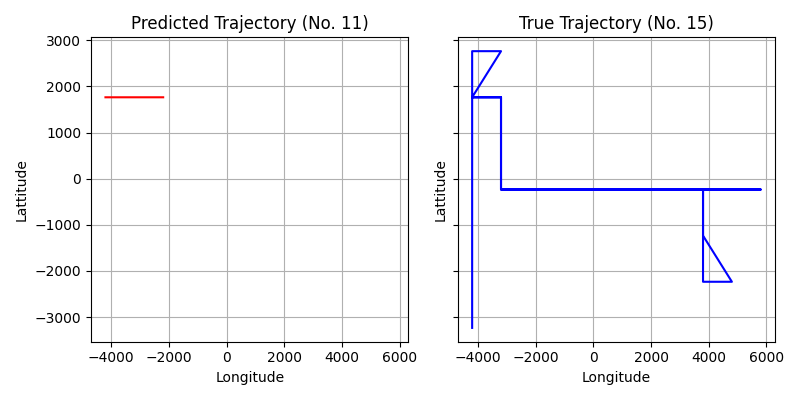 Predicted Trajectory (No. 11)
True Trajectory (No. 15)
3000
2000
1000
0
−1000
−2000
−3000
Lattitude
Lattitude
−4000 −2000 0 2000 4000 6000
−4000 −2000 0 2000 4000 6000
Longitude
Longitude